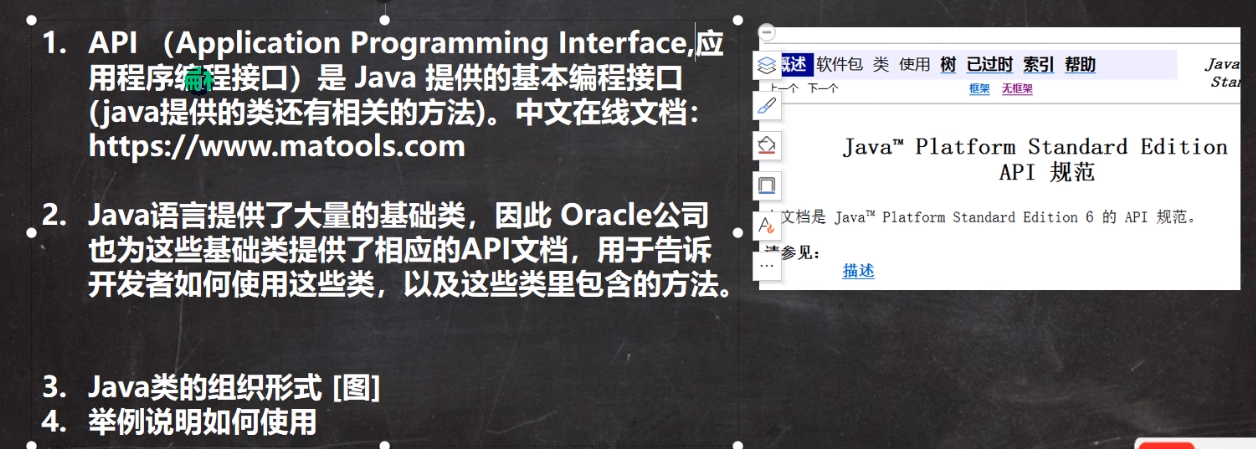 1. API （Application Programming Interface,应
用程序编程接口）是 Java 提供的基本编程接口
(java提供的类还有相关的方法)。中文在线文档：
https://www.matools.com
2. Java语言提供了大量的基础类，因此 Oracle公司
也为这些基础类提供了相应的API文档，用于告诉
开发者如何使用这些类，以及这些类里包含的方法。
3. Java类的组织形式 [图]
4. 举例说明如何使用
概述 软件包 类 使用 树 已过时 索引 帮助
Java
上一个 下一个 框架 无框架
Star
Java™ Platform Standard Edition
API 规范
文档是 Java™ Platform Standard Edition 6 的 API 规范。
请参见：
描述